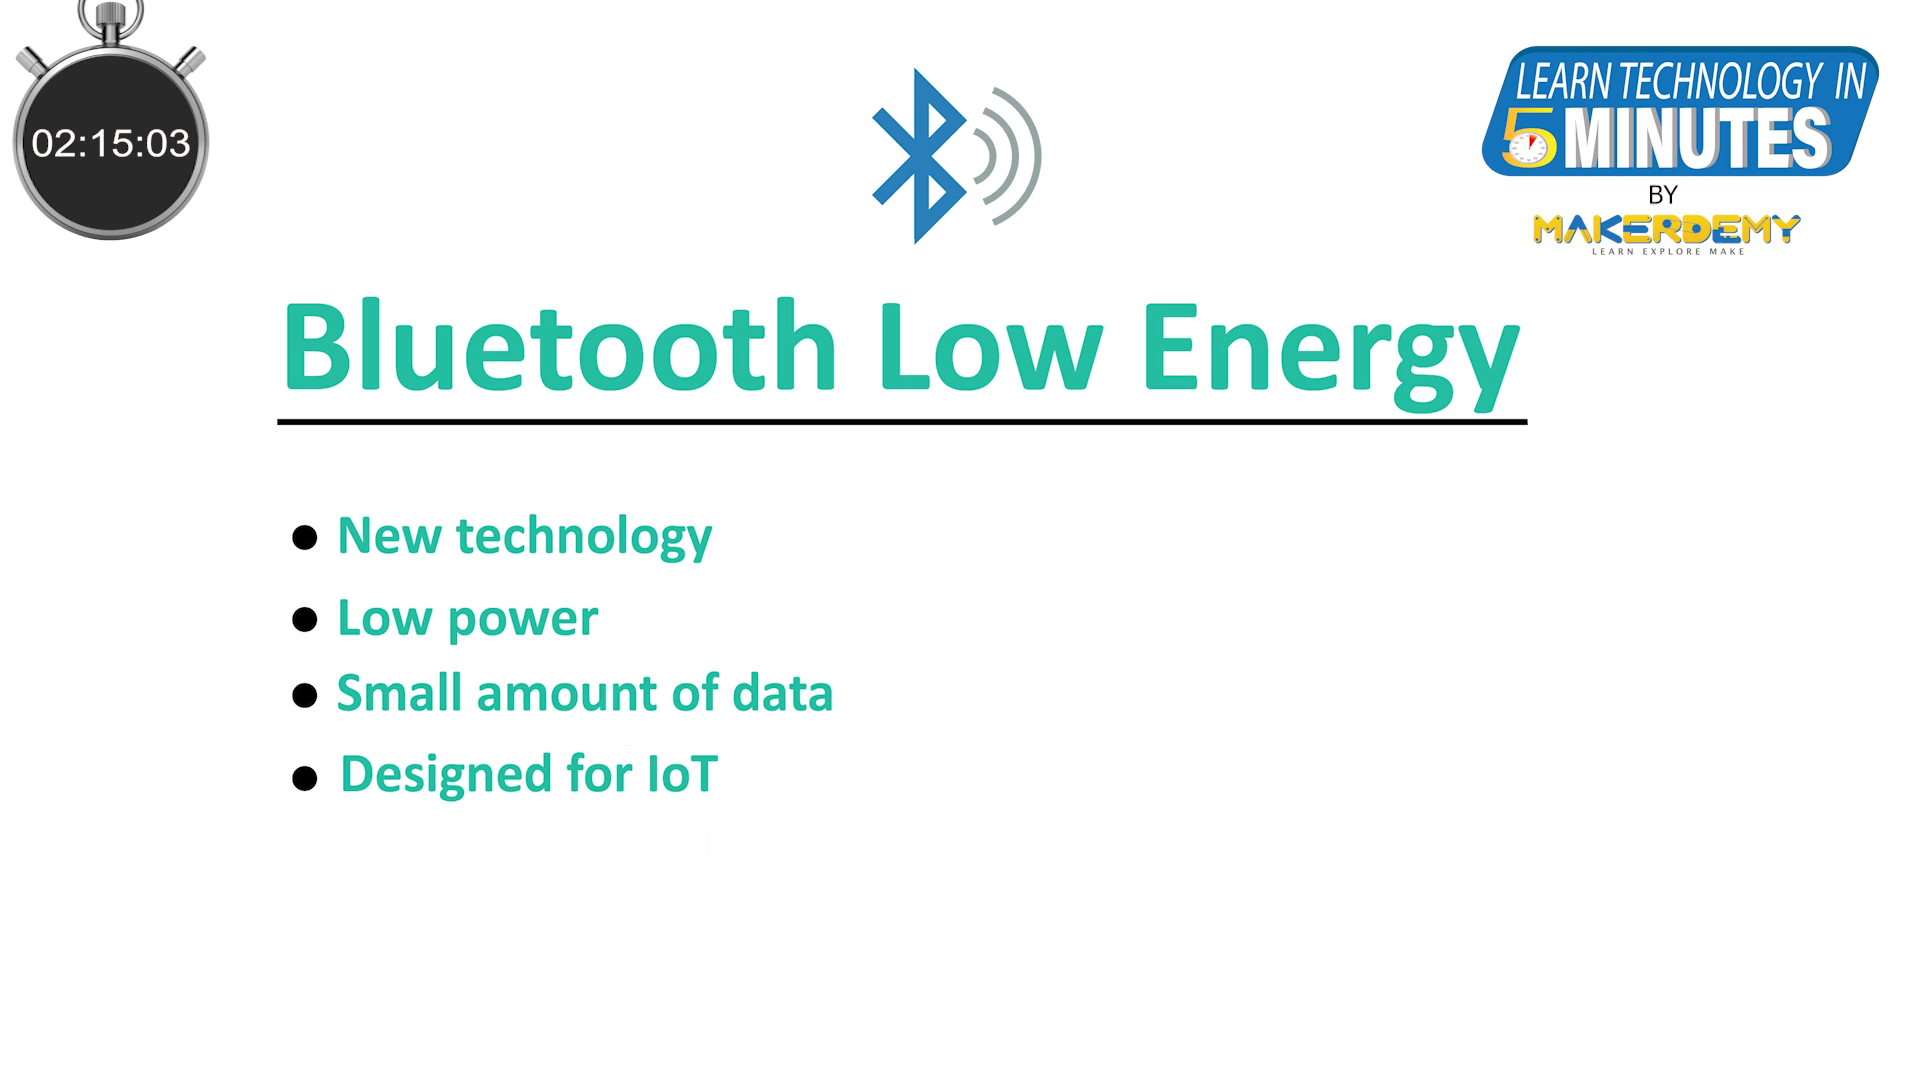 02:15:03
LEARN TECHNOLOGY IN
5 MINUTES
BY
MAKERDEMY
LEARN EXPLORE MAKE
Bluetooth Low Energy
● New technology
● Low power
● Small amount of data
● Designed for IoT